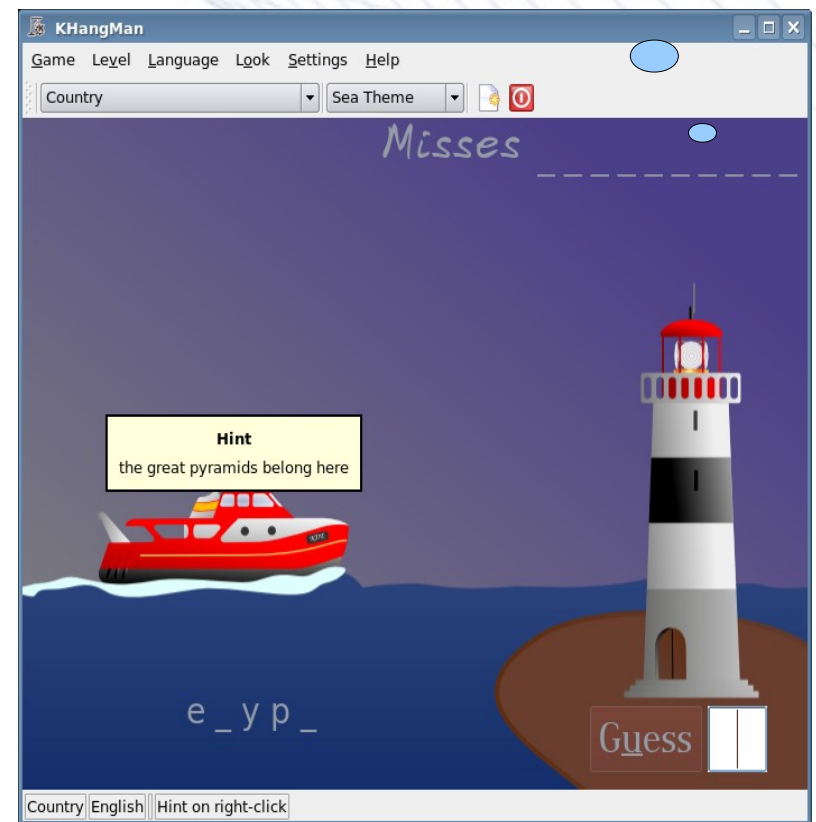 KHangMan
Game Level Language Look Settings Help
Country Sea Theme
Misses _ _ _ _ _ _ _ _ _ _
Hint
the great pyramids belong here
e _ y p _
Guess
Country English Hint on right-click